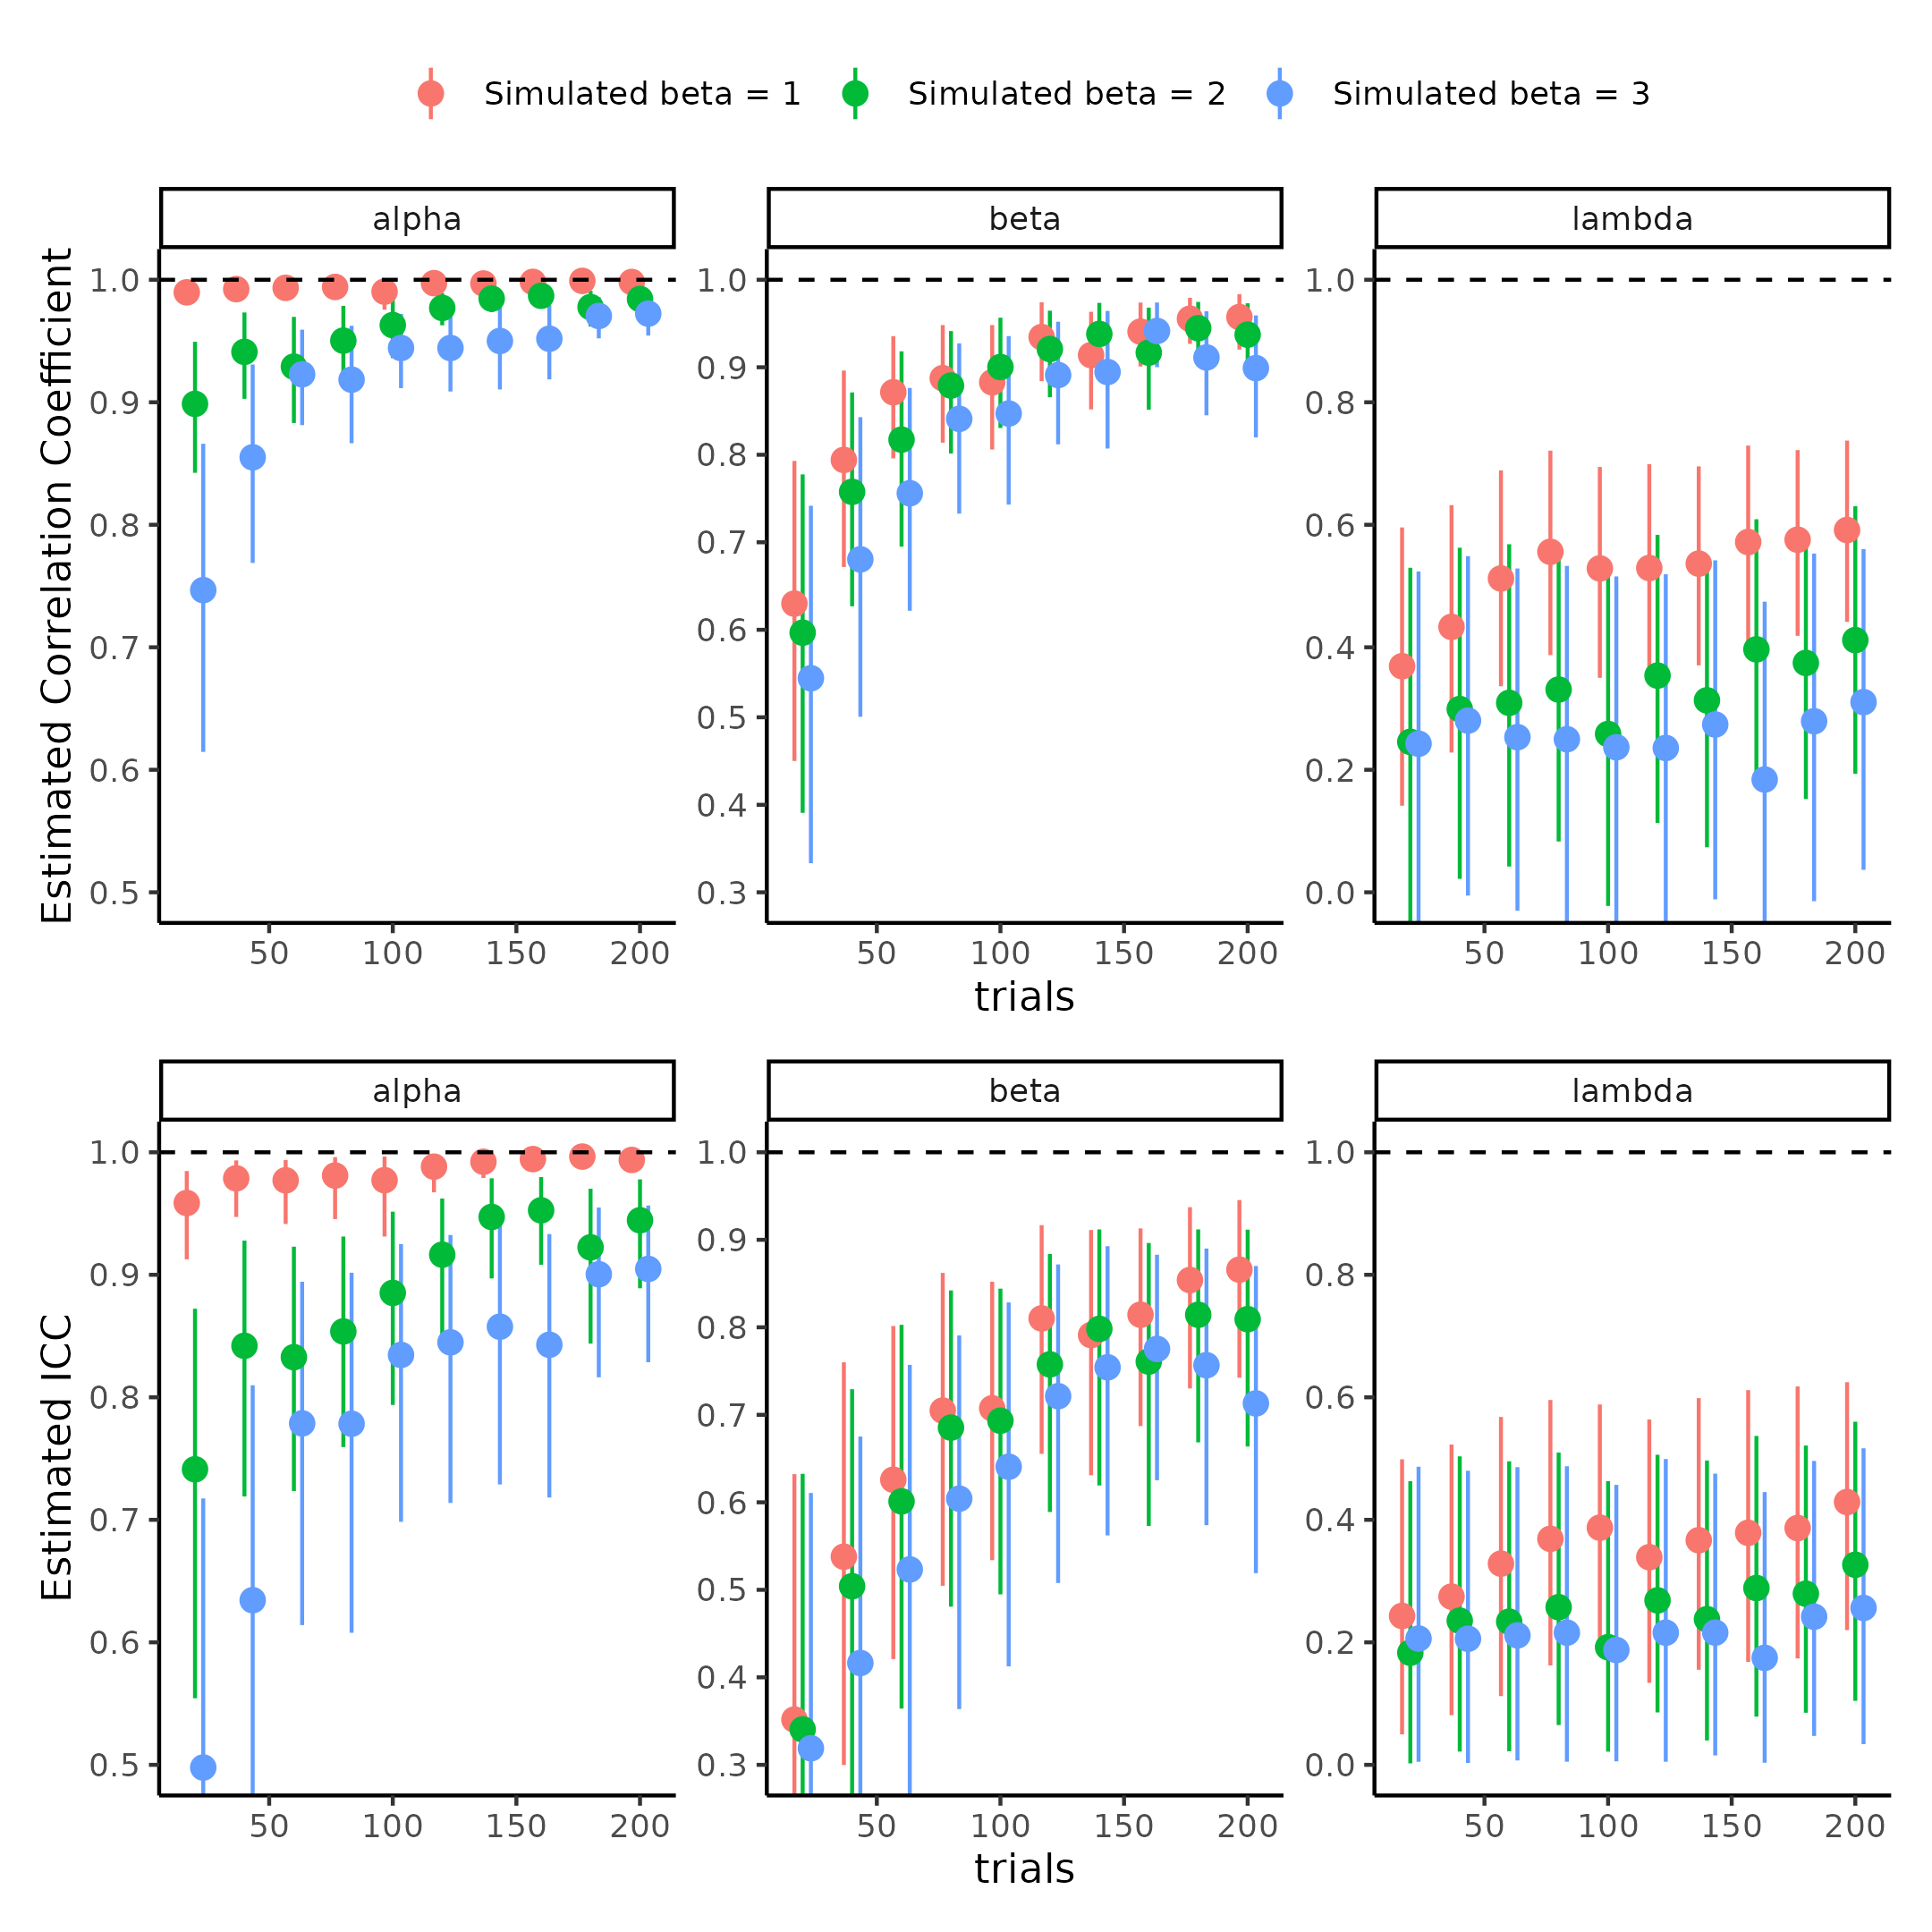 Simulated beta = 1 Simulated beta = 2 Simulated beta = 3
alpha beta lambda
Estimated Correlation Coefficient
1.0 0.9 0.8 0.7 0.6 0.5
1.0 0.9 0.8 0.7 0.6 0.5 0.4 0.3
1.0 0.8 0.6 0.4 0.2 0.0
50 100 150 200 50 100 150 200 50 100 150 200
trials
alpha beta lambda
Estimated ICC
1.0 0.9 0.8 0.7 0.6 0.5
1.0 0.9 0.8 0.7 0.6 0.5 0.4 0.3
1.0 0.8 0.6 0.4 0.2 0.0
50 100 150 200 50 100 150 200 50 100 150 200
trials